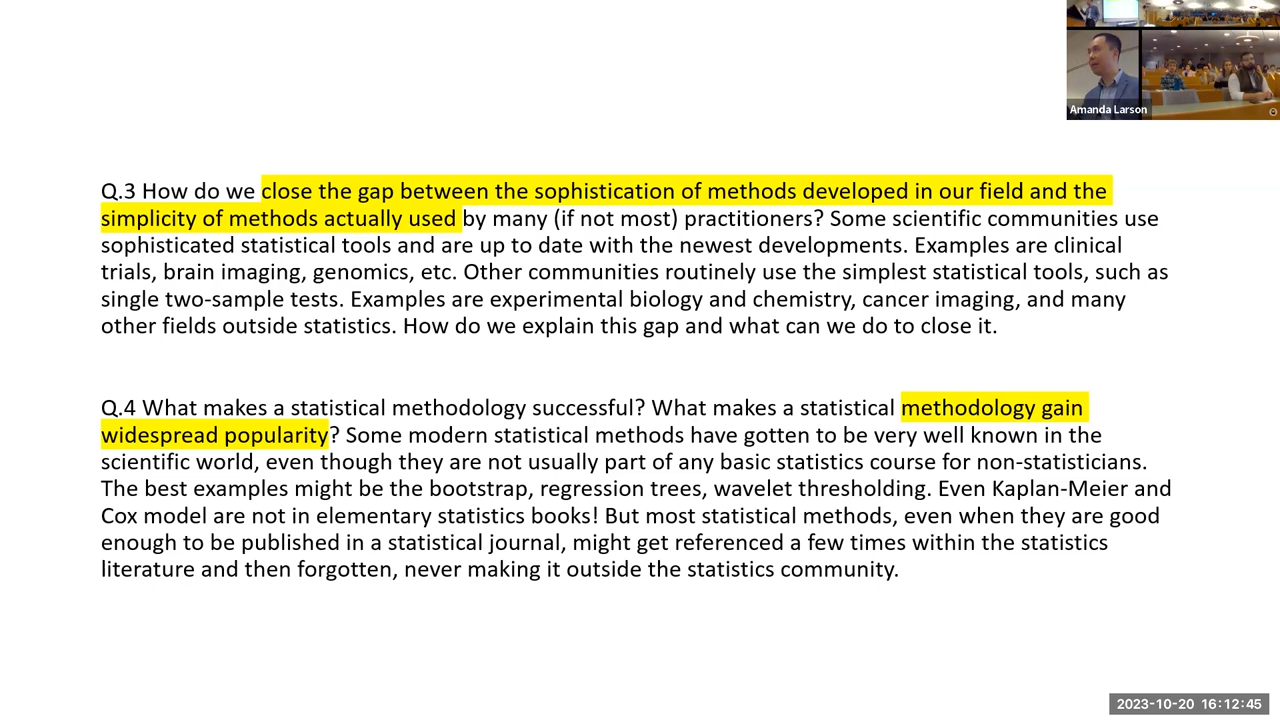 Amanda Larson
Q.3 How do we close the gap between the sophistication of methods developed in our field and the
simplicity of methods actually used by many (if not most) practitioners? Some scientific communities use
sophisticated statistical tools and are up to date with the newest developments. Examples are clinical
trials, brain imaging, genomics, etc. Other communities routinely use the simplest statistical tools, such as
single two-sample tests. Examples are experimental biology and chemistry, cancer imaging, and many
other fields outside statistics. How do we explain this gap and what can we do to close it.
Q.4 What makes a statistical methodology successful? What makes a statistical methodology gain
widespread popularity? Some modern statistical methods have gotten to be very well known in the
scientific world, even though they are not usually part of any basic statistics course for non-statisticians.
The best examples might be the bootstrap, regression trees, wavelet thresholding. Even Kaplan-Meier and
Cox model are not in elementary statistics books! But most statistical methods, even when they are good
enough to be published in a statistical journal, might get referenced a few times within the statistics
literature and then forgotten, never making it outside the statistics community.
2023-10-20 16:12:45